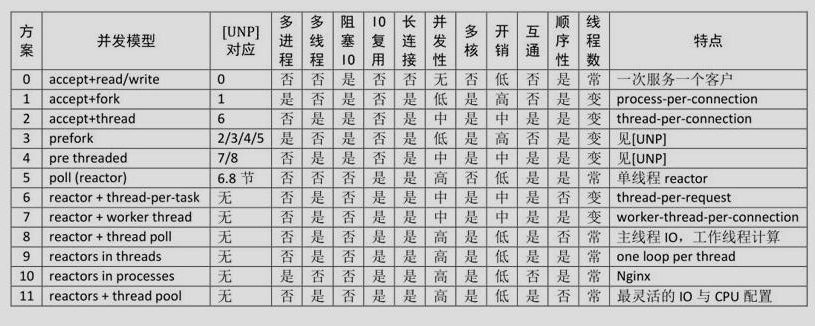 方案 并发模型 [UNP]对应 多进程 多线程 阻塞IO IO复用 长连接 并发性 多核 开销 互通 顺序性 线程数 特点
0 accept+read/write 0 否 否 是 否 否 无 否 低 否 是 常 一次服务一个客户
1 accept+fork 1 是 否 是 否 是 低 是 高 否 是 变 process-per-connection
2 accept+thread 6 否 是 是 否 是 中 是 中 是 是 变 thread-per-connection
3 prefork 2/3/4/5 是 否 是 否 是 低 是 高 否 是 变 见[UNP]
4 pre threaded 7/8 否 是 是 否 是 中 是 中 是 是 变 见[UNP]
5 poll (reactor) 6.8 节 否 否 否 是 是 高 否 低 是 是 常 单线程 reactor
6 reactor + thread-per-task 无 否 是 否 是 是 中 是 中 是 否 变 thread-per-request
7 reactor + worker thread 无 否 是 否 是 是 中 是 中 是 是 变 worker-thread-per-connection
8 reactor + thread poll 无 否 是 否 是 是 高 是 低 是 否 常 主线程 IO，工作线程计算
9 reactors in threads 无 否 是 否 是 是 高 是 低 是 是 常 one loop per thread
10 reactors in processes 无 是 否 否 是 是 高 是 低 否 是 常 Nginx
11 reactors + thread pool 无 否 是 否 是 是 高 是 低 是 否 常 最灵活的 IO 与 CPU 配置